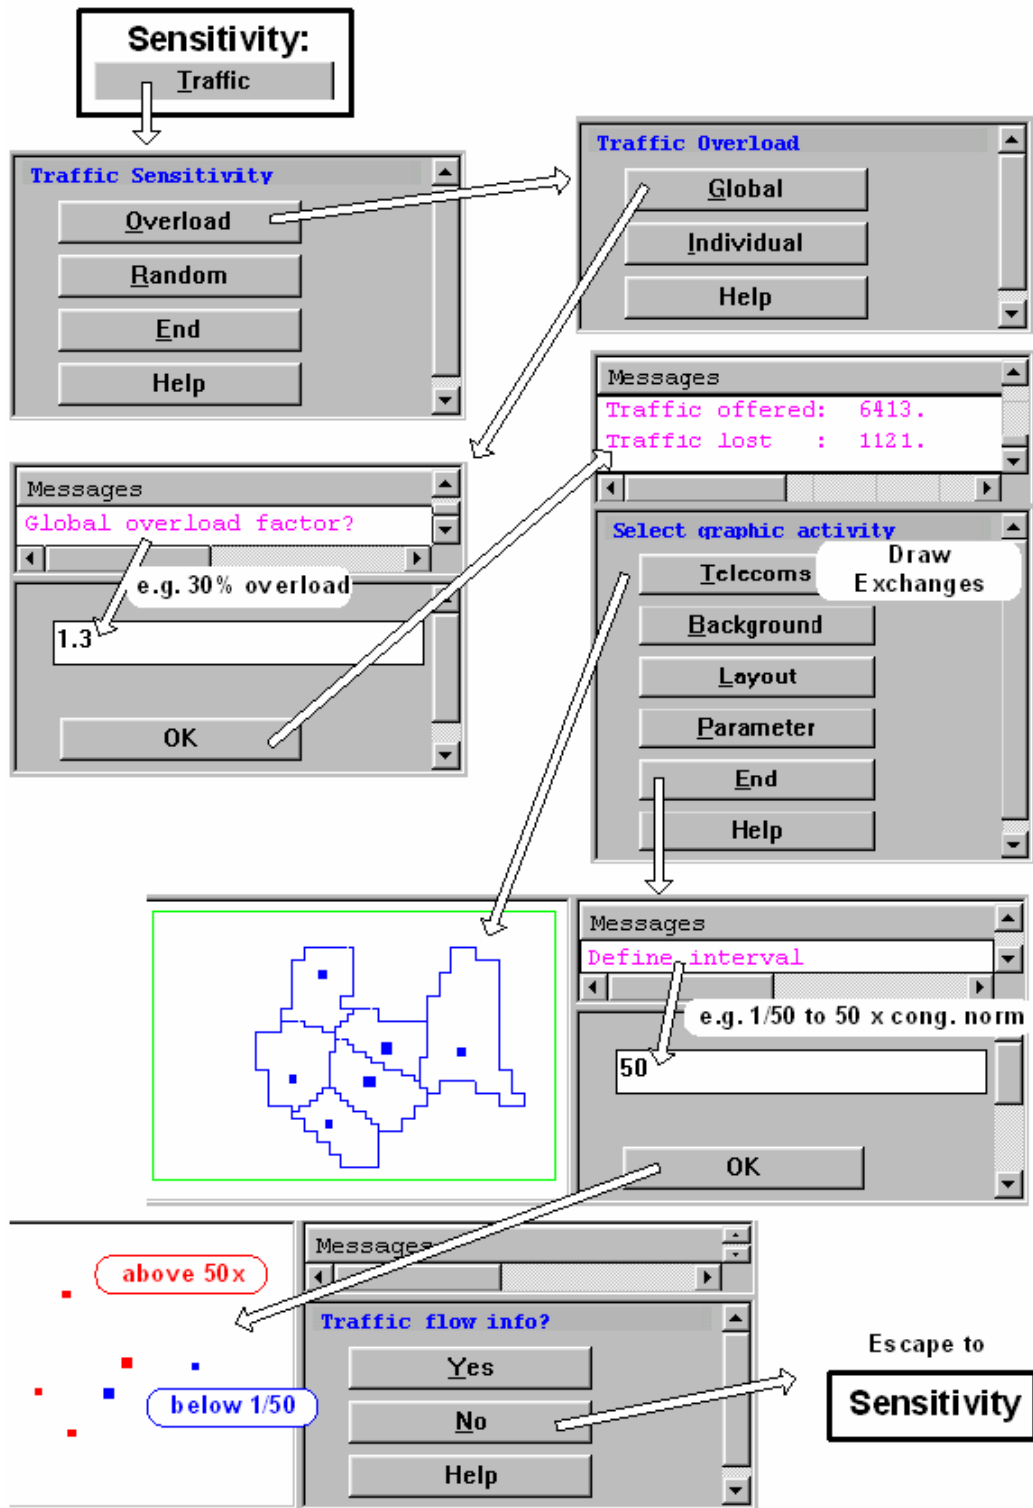 Sensitivity:
Traffic
Traffic Sensitivity
Overload
Random
End
Help
Traffic Overload
Global
Individual
Help
Messages
Traffic offered: 6413.
Traffic lost : 1121.
Messages
Global overload factor?
e.g. 30% overload
1.3
OK
Select graphic activity
Telecoms
Draw
Exchanges
Background
Layout
Parameter
End
Help
Messages
Define interval
e.g. 1/50 to 50 x cong. norm
50
OK
above 50x
below 1/50
Messages
Traffic flow info?
Yes
No
Help
Escape to
Sensitivity